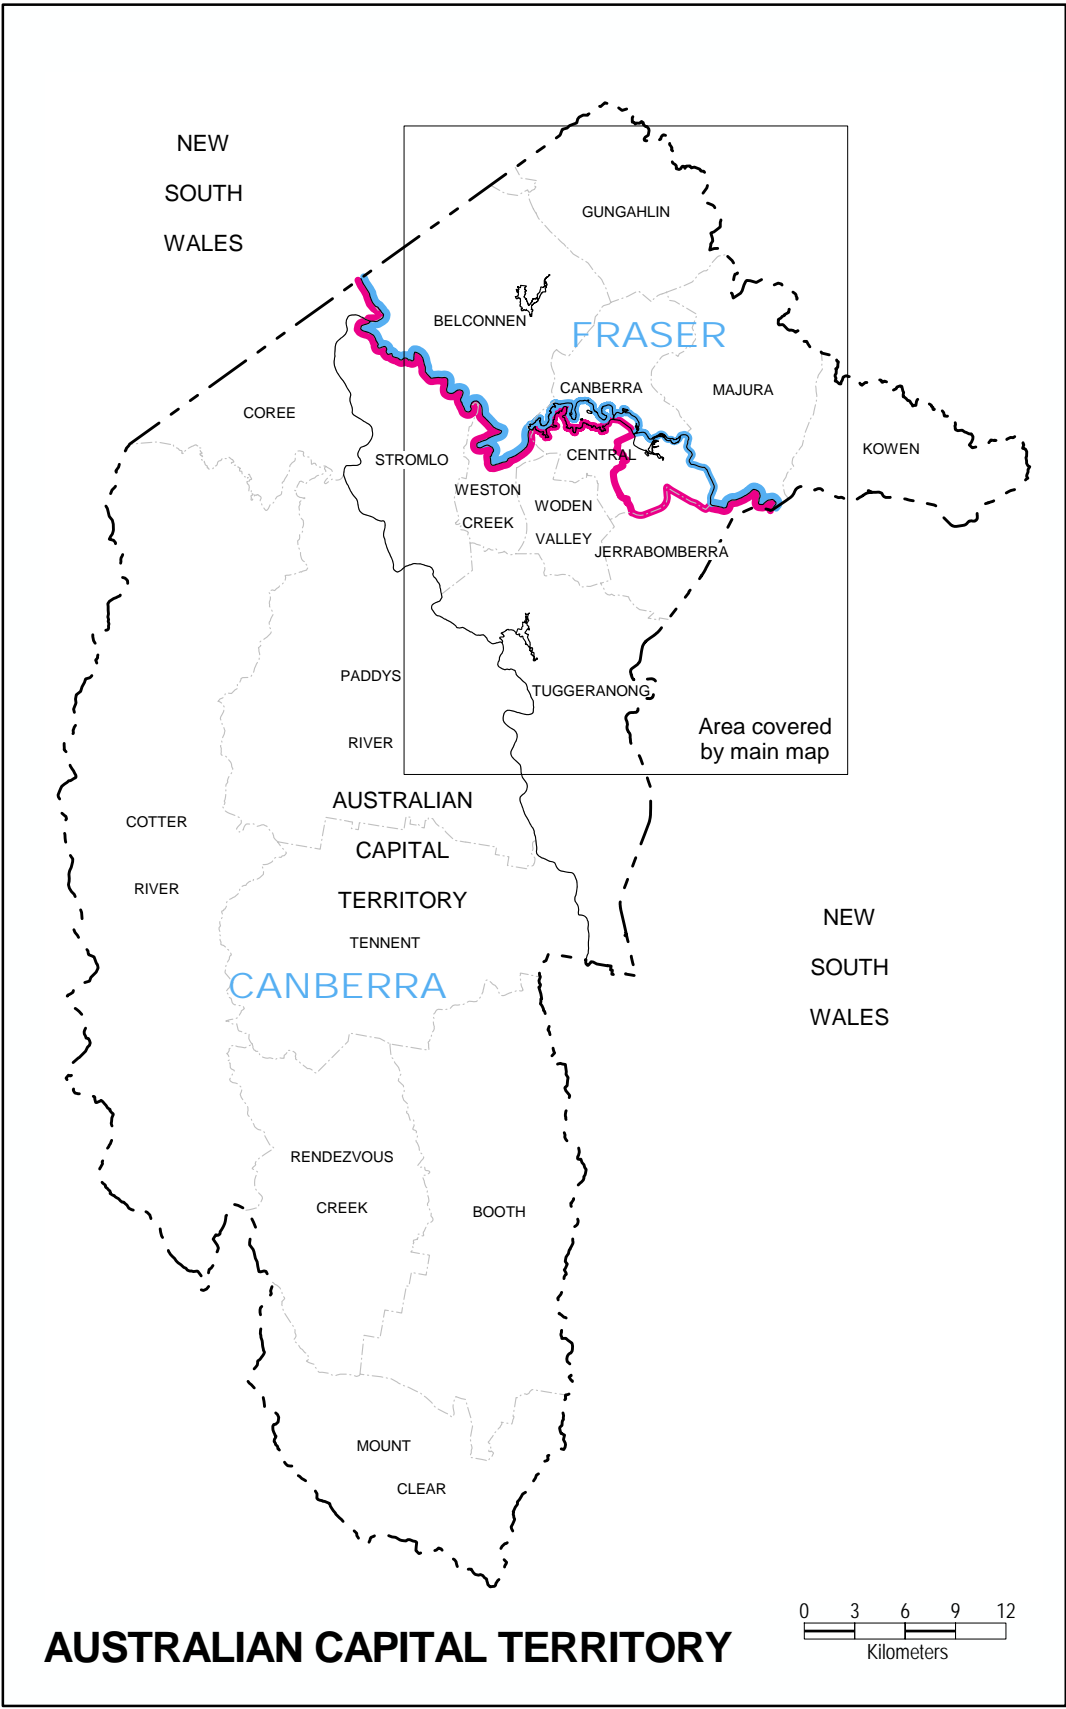 NEW
SOUTH
WALES
GUNGAHLIN
BELCONNEN
FRASER
CANBERRA
MAJURA
COREE
KOWEN
STROMLO
CENTRAL
WESTON
CREEK
WODEN
VALLEY
JERRABOMBERRA
PADDYS
RIVER
TUGGERANONG
Area covered
by main map
AUSTRALIAN
CAPITAL
TERRITORY
COTTER
RIVER
TENNENT
CANBERRA
NEW
SOUTH
WALES
RENDEZVOUS
CREEK
BOOTH
MOUNT
CLEAR
0 3 6 9 12
Kilometers
AUSTRALIAN CAPITAL TERRITORY